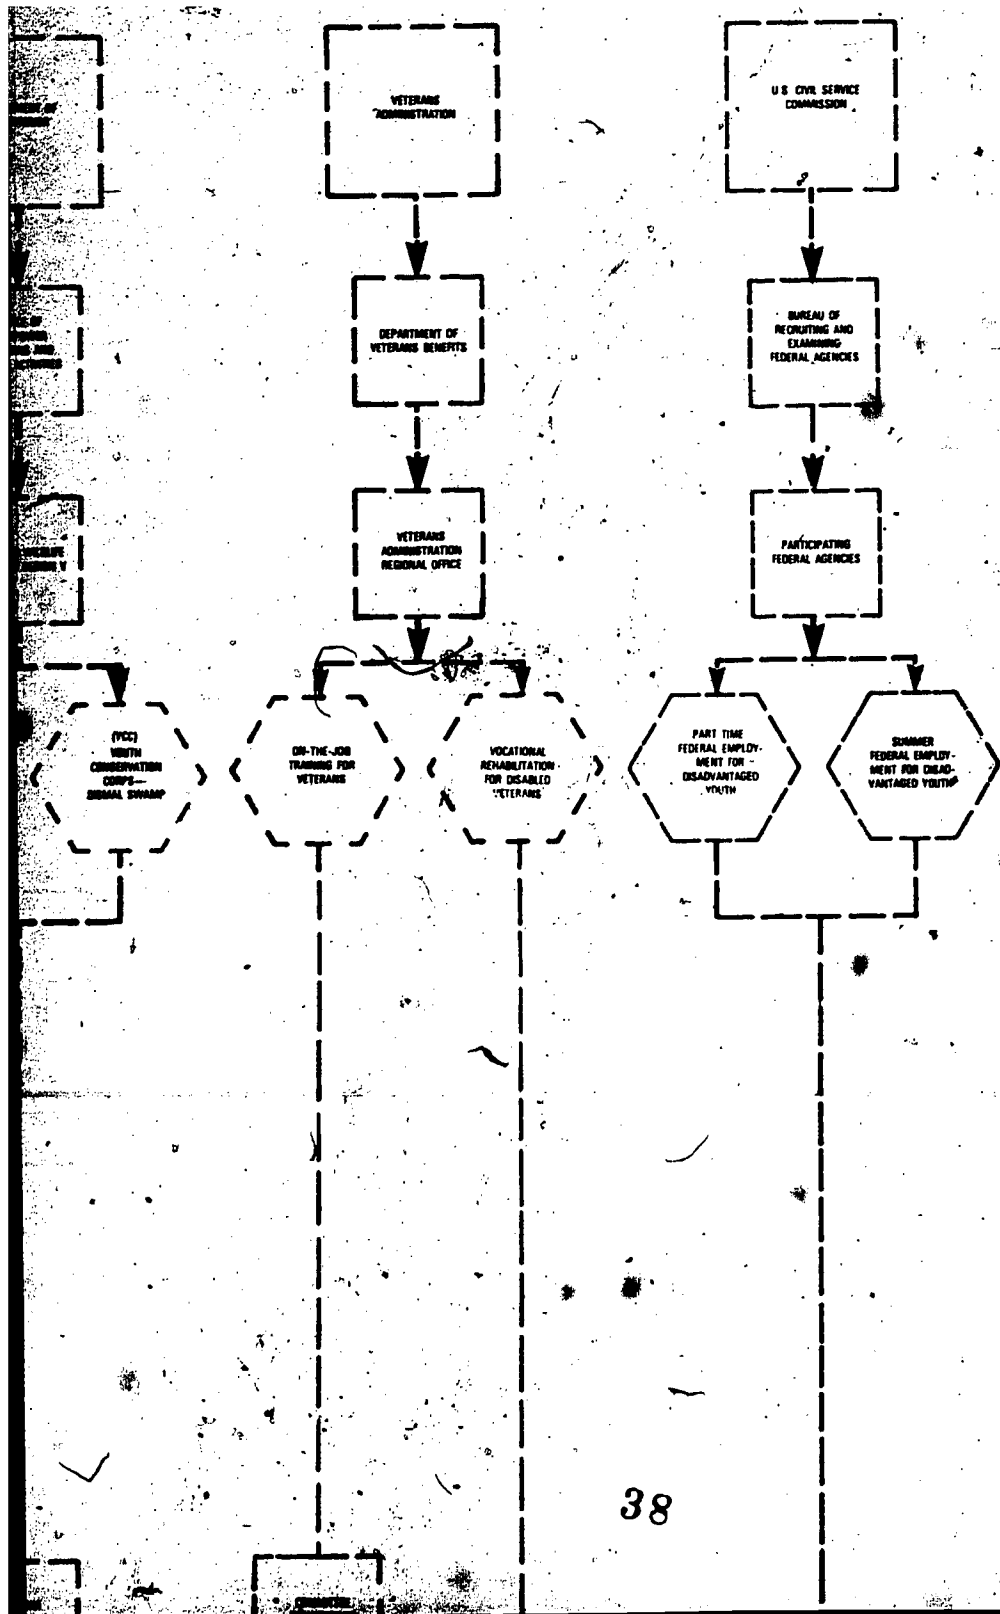 VETERANS
ADMINISTRATION
U S CIVIL SERVICE
COMMISSION
DEPARTMENT OF
VETERANS BENEFITS
BUREAU OF
RECRUITING AND
EXAMINING
FEDERAL AGENCIES
VETERANS
ADMINISTRATION
REGIONAL OFFICE
PARTICIPATING
FEDERAL AGENCIES
(YCC)
YOUTH
CONSERVATION
CORPS—
DISMAL SWAMP
ON-THE-JOB
TRAINING FOR
VETERANS
VOCATIONAL
REHABILITATION
FOR DISABLED
VETERANS
PART TIME
FEDERAL EMPLOY-
MENT FOR
DISADVANTAGED
YOUTH
SUMMER
FEDERAL EMPLOY-
MENT FOR DISAD-
VANTAGED YOUTH
38